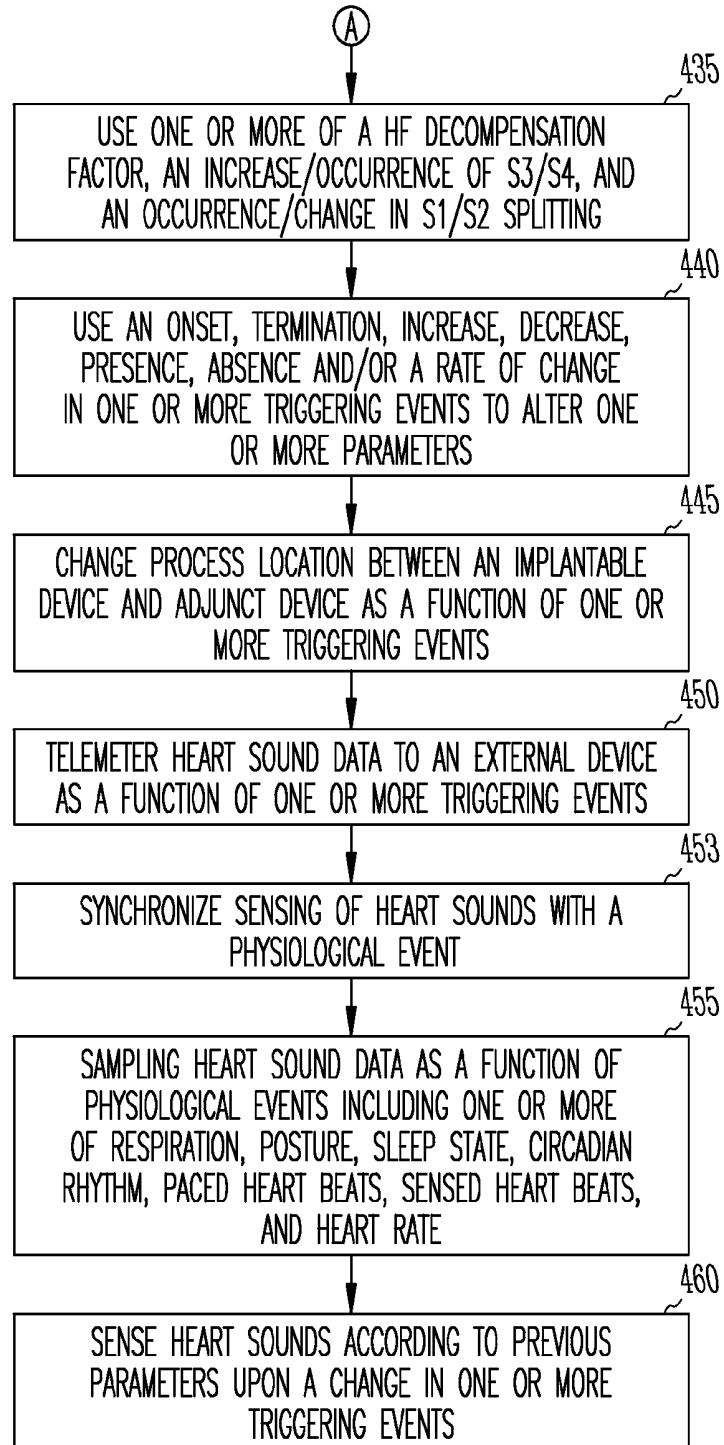 A
435
USE ONE OR MORE OF A HF DECOMPENSATION
FACTOR, AN INCREASE/OCCURRENCE OF S3/S4, AND
AN OCCURRENCE/CHANGE IN S1/S2 SPLITTING
440
USE AN ONSET, TERMINATION, INCREASE, DECREASE,
PRESENCE, ABSENCE AND/OR A RATE OF CHANGE
IN ONE OR MORE TRIGGERING EVENTS TO ALTER ONE
OR MORE PARAMETERS
445
CHANGE PROCESS LOCATION BETWEEN AN IMPLANTABLE
DEVICE AND ADJUNCT DEVICE AS A FUNCTION OF ONE OR
MORE TRIGGERING EVENTS
450
TELEMETER HEART SOUND DATA TO AN EXTERNAL DEVICE
AS A FUNCTION OF ONE OR MORE TRIGGERING EVENTS
453
SYNCHRONIZE SENSING OF HEART SOUNDS WITH A
PHYSIOLOGICAL EVENT
455
SAMPLING HEART SOUND DATA AS A FUNCTION OF
PHYSIOLOGICAL EVENTS INCLUDING ONE OR MORE
OF RESPIRATION, POSTURE, SLEEP STATE, CIRCADIAN
RHYTHM, PACED HEART BEATS, SENSED HEART BEATS,
AND HEART RATE
460
SENSE HEART SOUNDS ACCORDING TO PREVIOUS
PARAMETERS UPON A CHANGE IN ONE OR MORE
TRIGGERING EVENTS